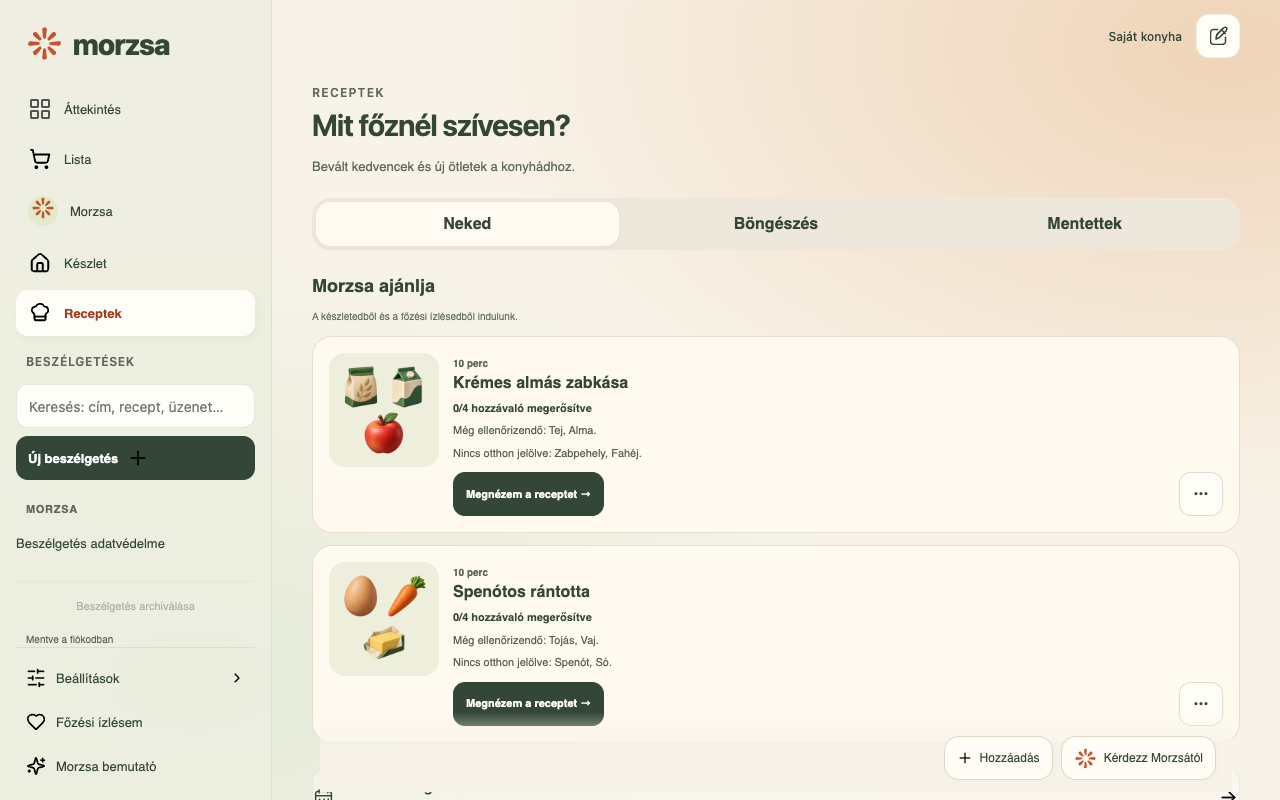 morzsa
Áttekintés
Lista
Morzsa
Készlet
Receptek
BESZÉLGETÉSEK
Keresés: cím, recept, üzenet...
Új beszélgetés
MORZSA
Beszélgetés adatvédelme
Beszélgetés archiválása
Mentve a fiókodban
Beállítások
Főzési ízlésem
Morzsa bemutató
Saját konyha
RECEPTEK
Mit főznél szívesen?
Bevált kedvencek és új ötletek a konyhádhoz.
Neked
Böngészés
Mentettek
Morzsa ajánlja
A készletedből és a főzési ízlésedből indulunk.
10 perc
Krémes almás zabkása
0/4 hozzávaló megerősítve
Még ellenőrizendő: Tej, Alma.
Nincs otthon jelölve: Zabpehely, Fahéj.
Megnézem a receptet →
10 perc
Spenótos rántotta
0/4 hozzávaló megerősítve
Még ellenőrizendő: Tojás, Vaj.
Nincs otthon jelölve: Spenót, Só.
Megnézem a receptet →
Hozzáadás
Kérdezz Morzsától